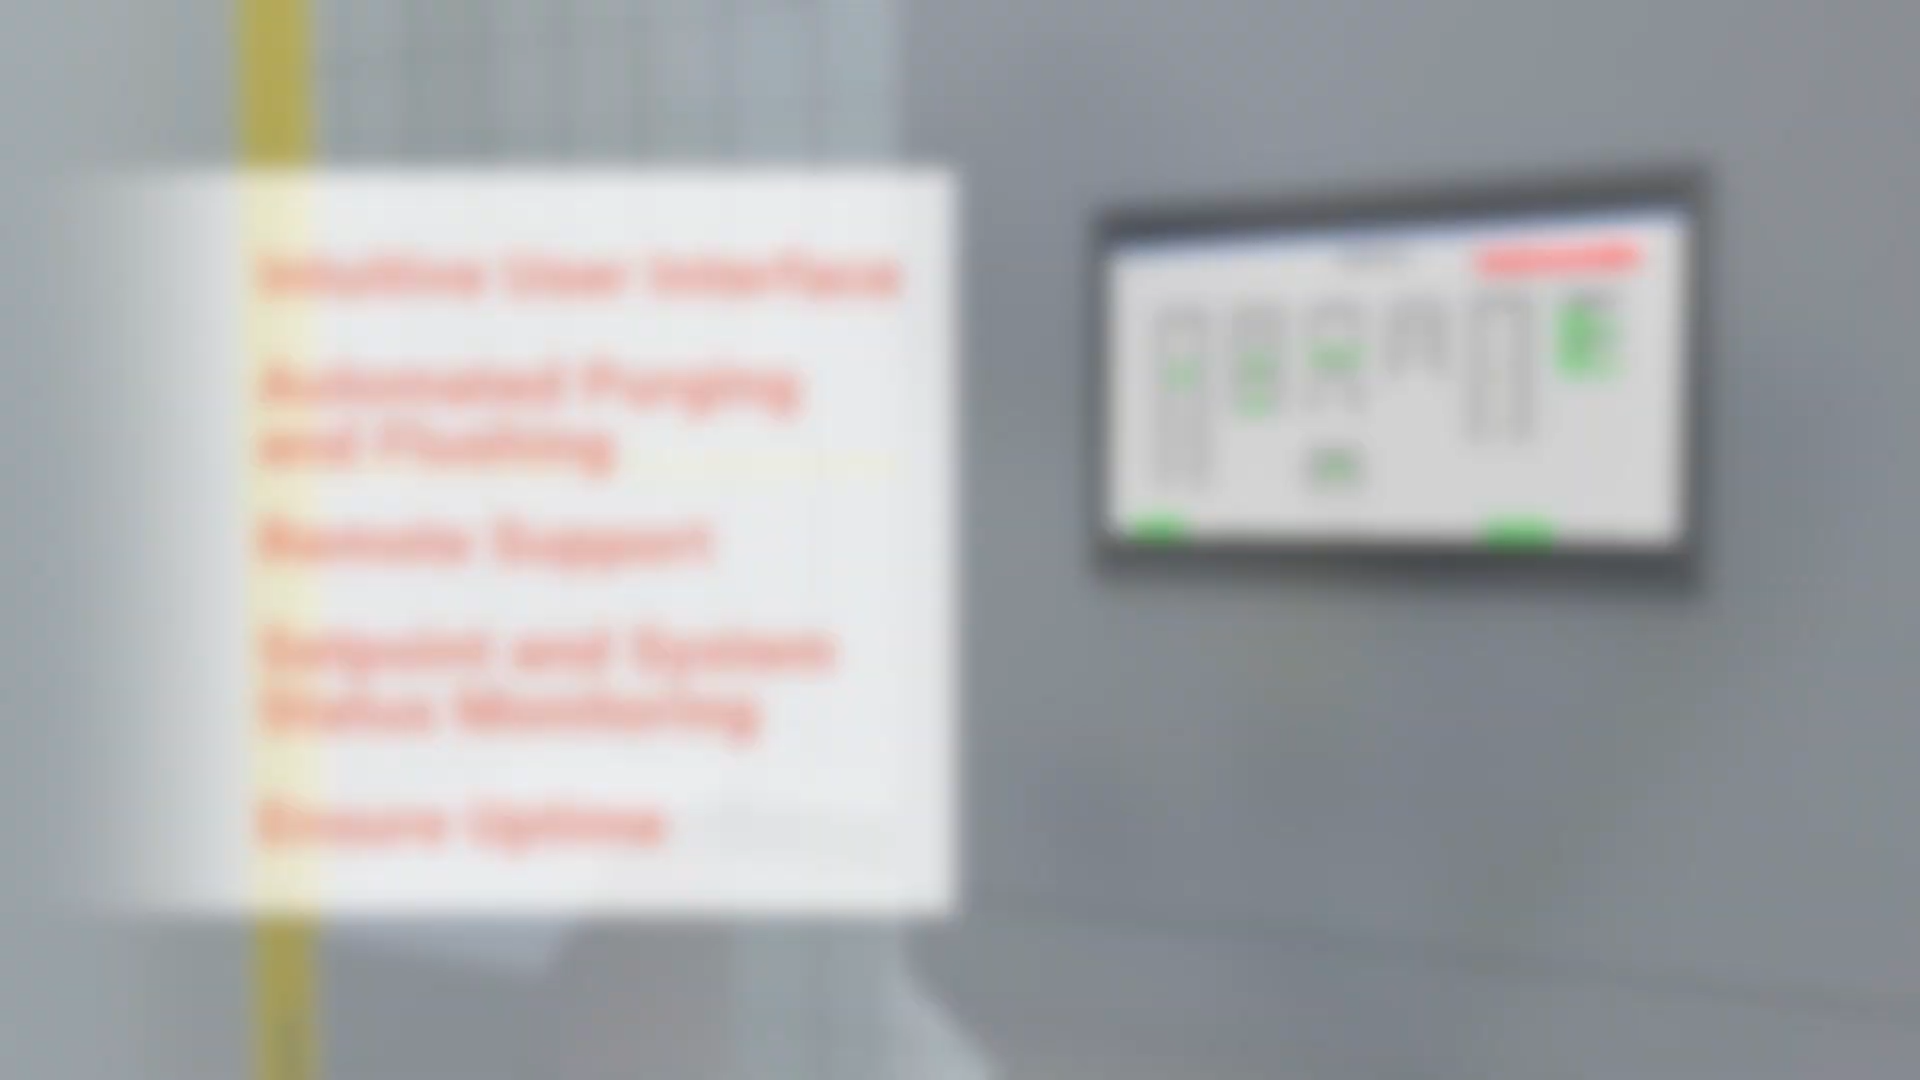 Intuitive User Interface
Automated Purging
and Flushing
Remote Support
Setpoint and System
Status Monitoring
Ensure Uptime